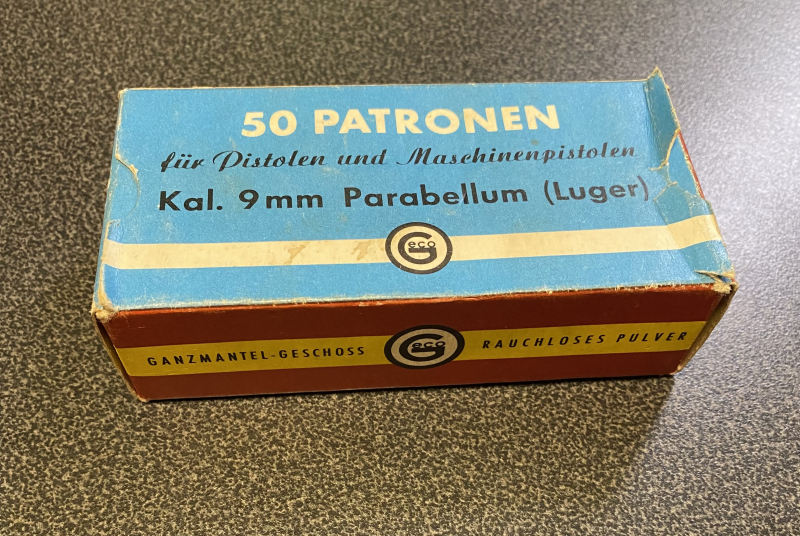 50 PATRONEN
für Pistolen und Maschinenpistolen
Kal. 9mm Parabellum (Luger)
Geco
GANZMANTEL-GESCHOSS Geco RAUCHLOSES PULVER